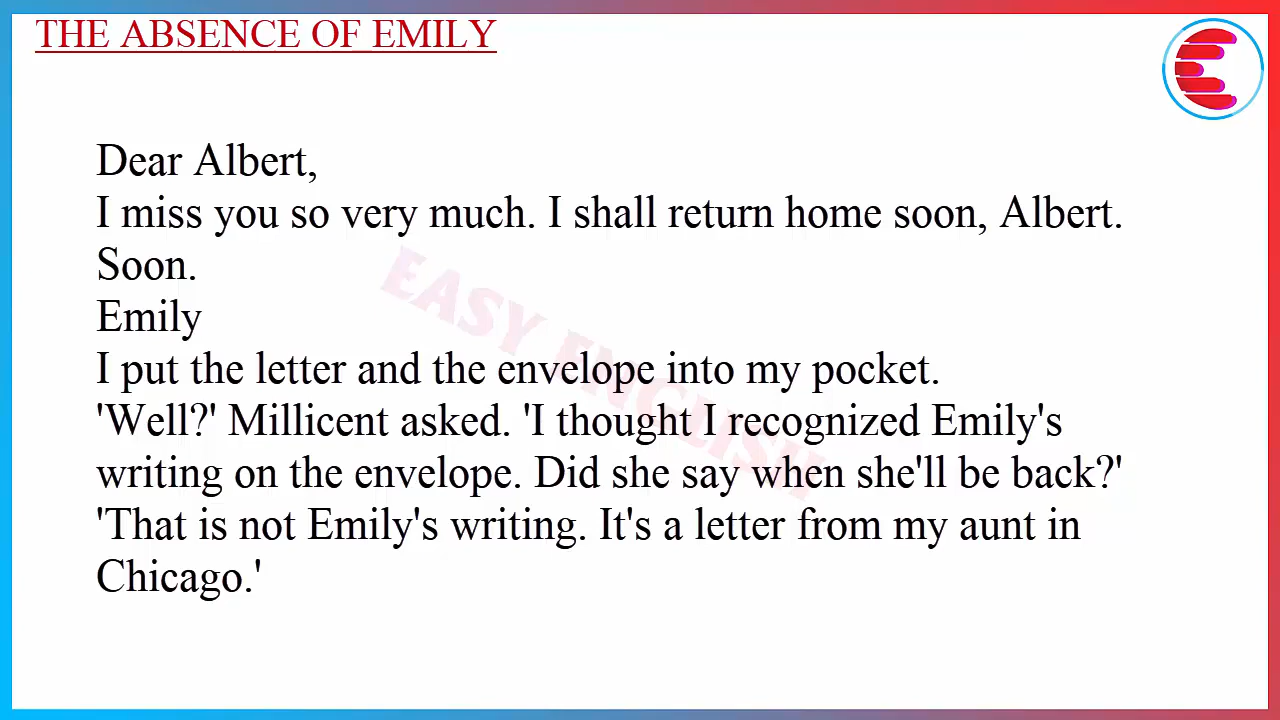 THE ABSENCE OF EMILY
Dear Albert,
I miss you so very much. I shall return home soon, Albert.
Soon.
Emily
I put the letter and the envelope into my pocket.
'Well?' Millicent asked. 'I thought I recognized Emily's
writing on the envelope. Did she say when she'll be back?'
'That is not Emily's writing. It's a letter from my aunt in
Chicago.'
EASY ENGLISH